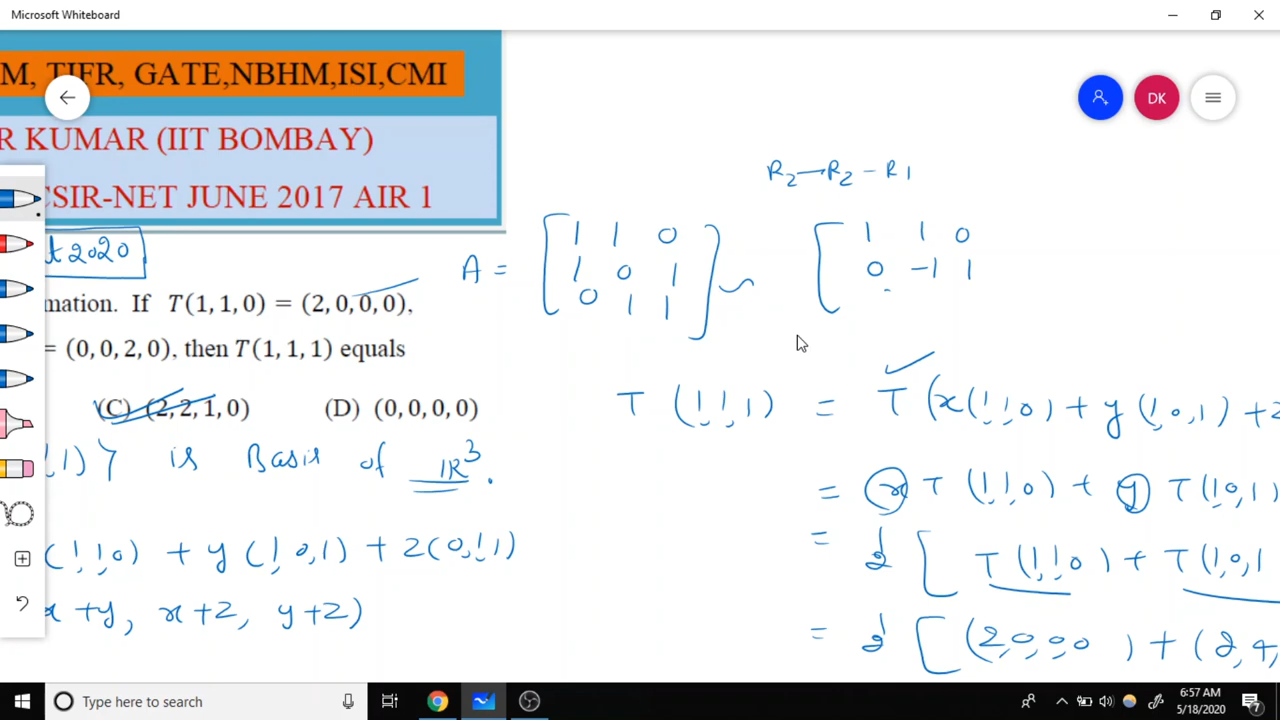 Microsoft Whiteboard
M, TIFR, GATE,NBHM,ISI,CMI
R KUMAR (IIT BOMBAY)
CSIR-NET JUNE 2017 AIR 1
DK
t 2020
mation. If T(1,1,0) = (2,0,0,0),
= (0,0,2,0), then T(1,1,1) equals
(C) (2,2,1,0) (D) (0,0,0,0)
,1)} is Basis of ℝ³.
(1,1,0) + y (1,0,1) + z(0,1,1)
x+y, x+z, y+z)
R₂→R₂-R1
A = [1 1 0
1 0 1
0 1 1] ~ [1 1 0
0 -1 1
T (1,1,1) = T (x(1,1,0) + y (1,0,1) + z
= x T (1,1,0) + y T(1,0,1)
= ½ [ T(1,1,0) + T(1,0,1
= ½ [ (2,0,0,0) + (2,4,
Type here to search
6:57 AM
5/18/2020
7